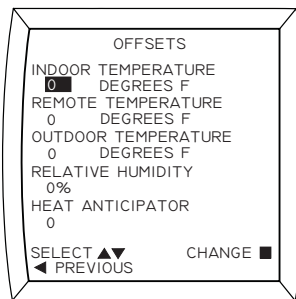 OFFSETS
INDOOR TEMPERATURE
0 DEGREES F
REMOTE TEMPERATURE
0 DEGREES F
OUTDOOR TEMPERATURE
0 DEGREES F
RELATIVE HUMIDITY
0%
HEAT ANTICIPATOR
0
SELECT ▲▼ CHANGE ■
◀ PREVIOUS